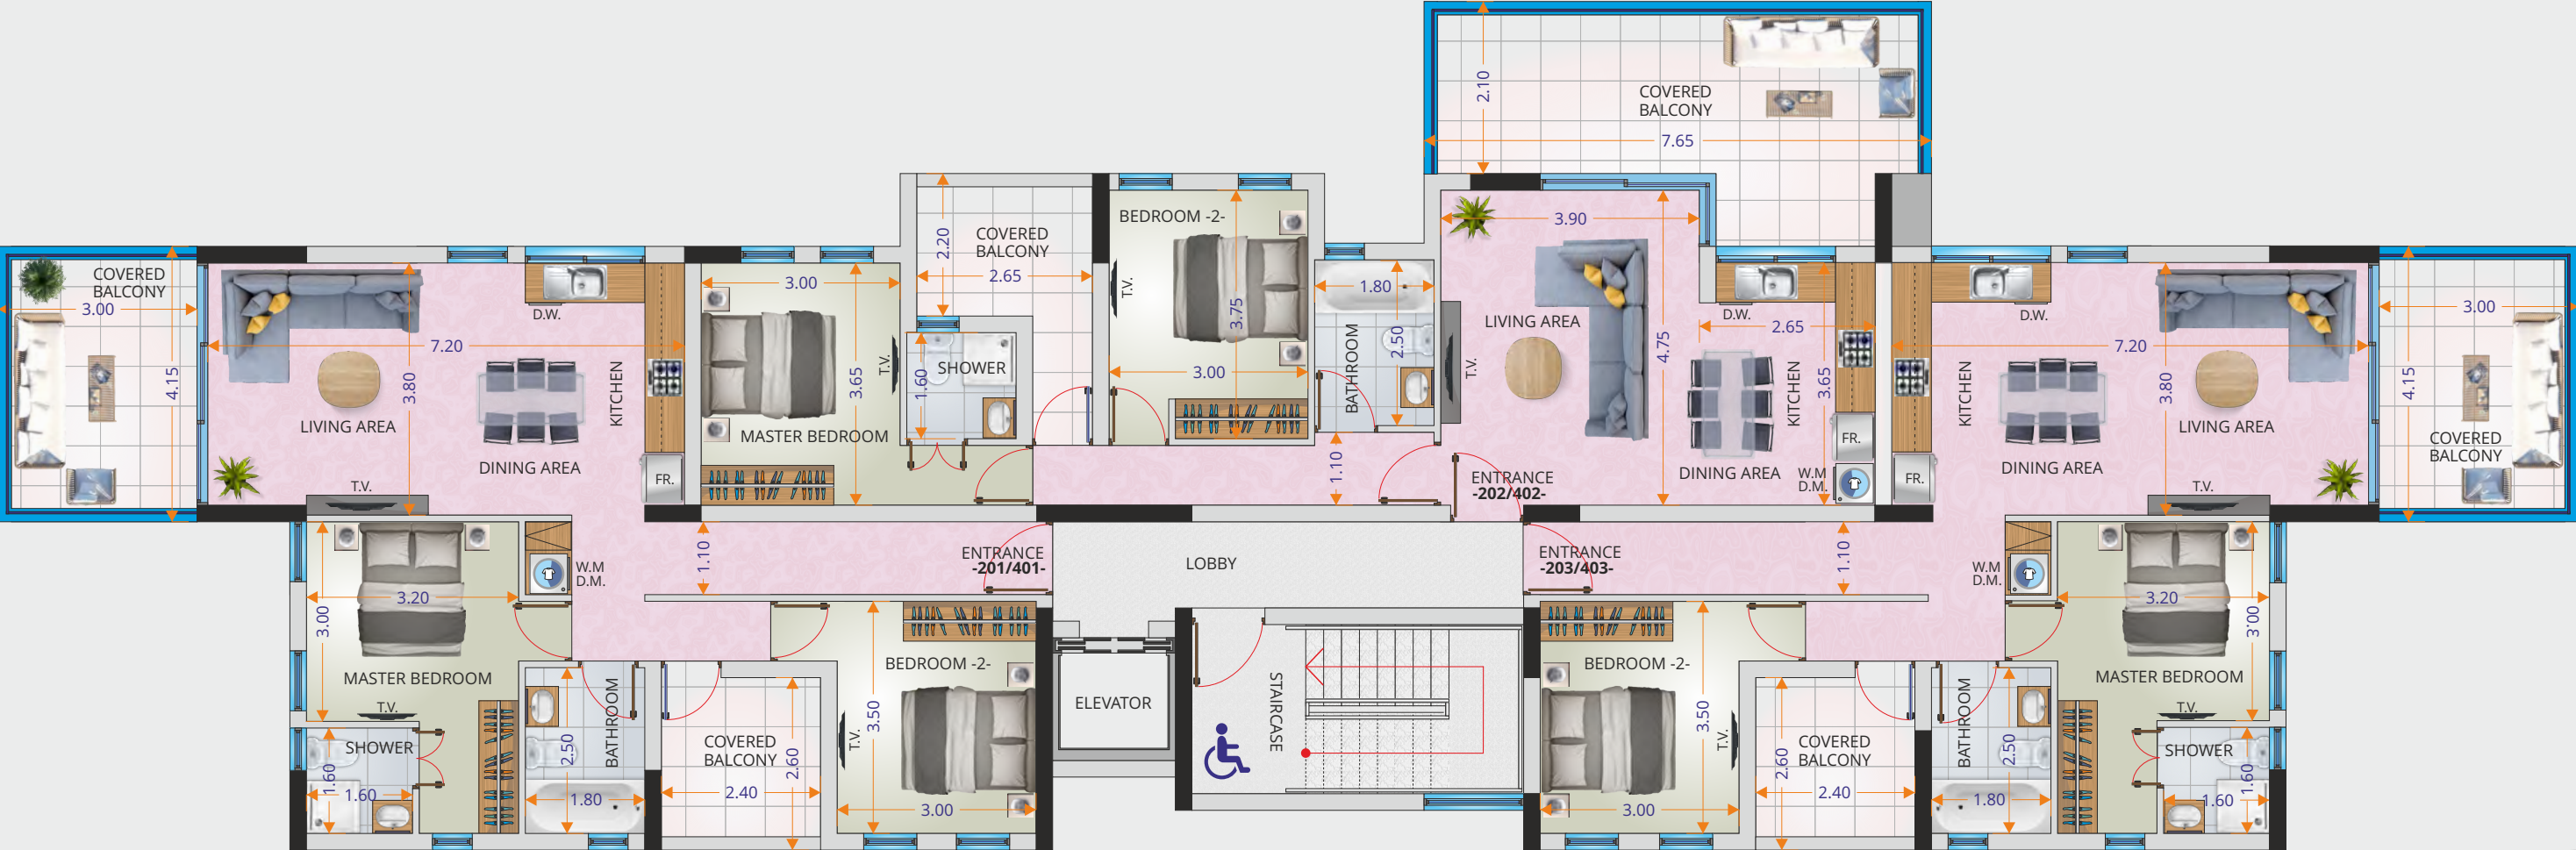 COVERED
BALCONY
3.00
4.15
7.20
3.80
LIVING AREA
DINING AREA
KITCHEN
D.W.
FR.
T.V.
3.00
3.65
T.V.
MASTER BEDROOM
2.20
COVERED
BALCONY
2.65
SHOWER
1.60
BEDROOM -2-
T.V.
3.75
3.00
1.80
2.50
BATHROOM
1.10
2.10
COVERED
BALCONY
7.65
3.90
LIVING AREA
4.75
T.V.
D.W.
2.65
KITCHEN
3.65
DINING AREA
FR.
W.M
D.M.
ENTRANCE
-202/402-
D.W.
7.20
3.80
KITCHEN
LIVING AREA
DINING AREA
FR.
T.V.
3.00
4.15
COVERED
BALCONY
3.20
3.00
MASTER BEDROOM
T.V.
SHOWER
1.60
1.60
W.M
D.M.
1.10
ENTRANCE
-201/401-
BATHROOM
2.50
1.80
COVERED
BALCONY
2.60
2.40
BEDROOM -2-
3.50
T.V.
3.00
LOBBY
ELEVATOR
STAIRCASE
ENTRANCE
-203/403-
1.10
BEDROOM -2-
3.50
T.V.
3.00
COVERED
BALCONY
2.60
2.40
BATHROOM
2.50
1.80
W.M
D.M.
3.20
3.00
MASTER BEDROOM
T.V.
SHOWER
1.60
1.60